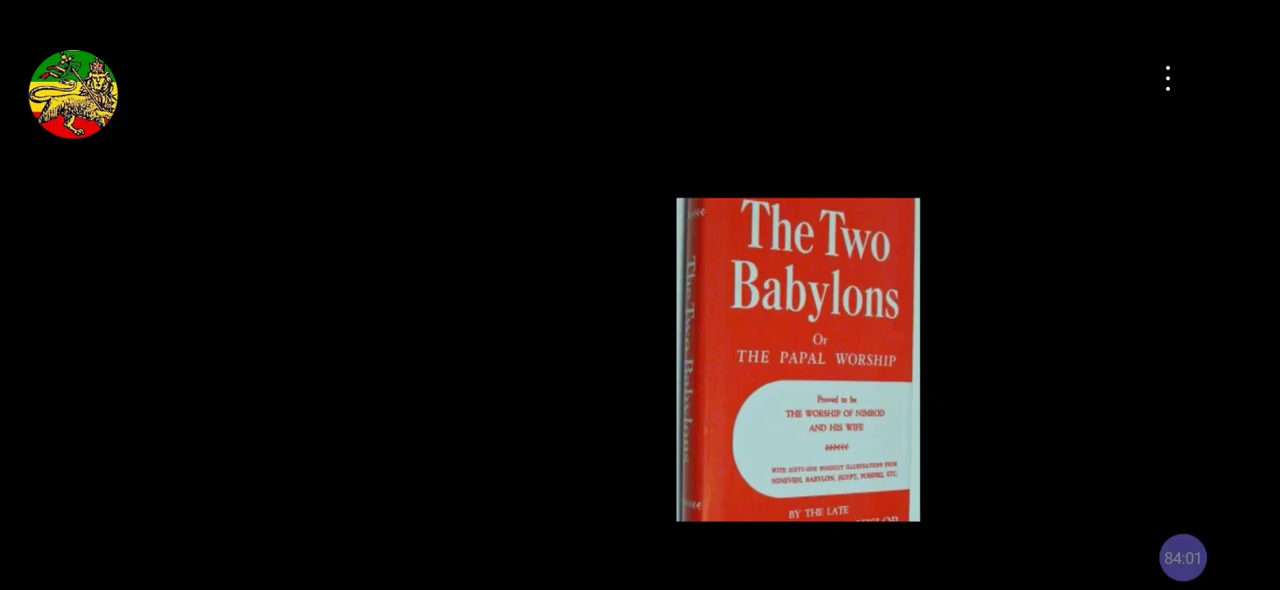 The Two
Babylons
Or
THE PAPAL WORSHIP
Proved to be
THE WORSHIP OF NIMROD
AND HIS WIFE
WITH SIXTY-ONE WOODCUT ILLUSTRATIONS FROM
NINEVEH, BABYLON, EGYPT, POMPEII, ETC.
BY THE LATE
The Two Babylons
84:01